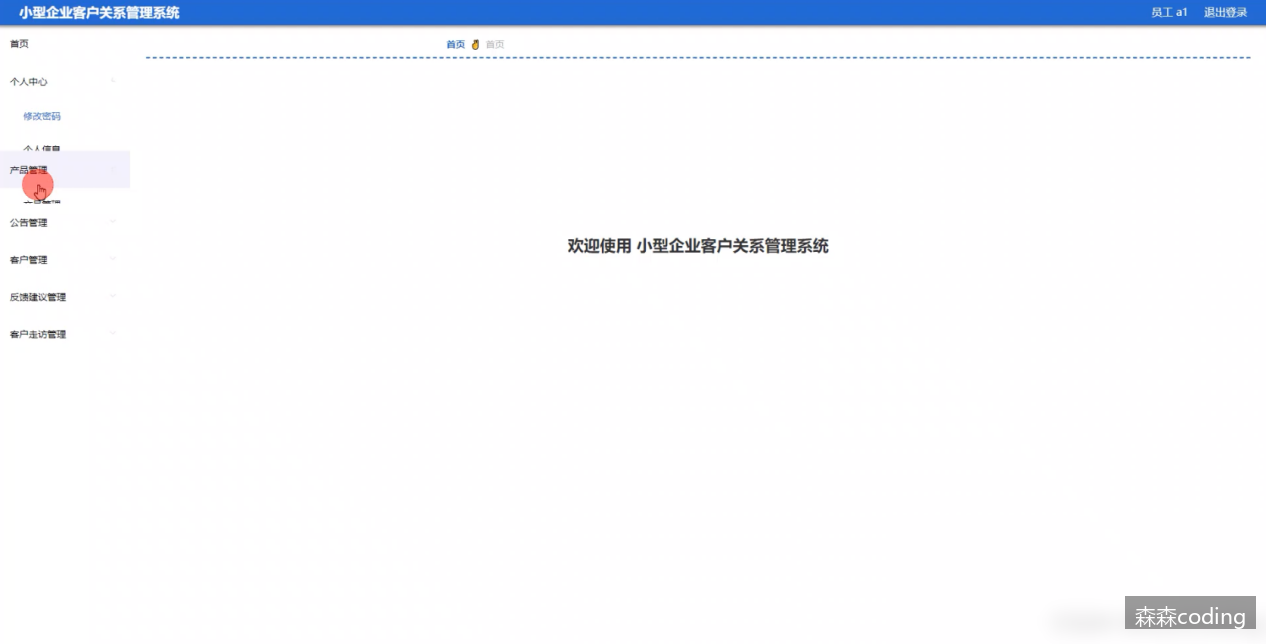 小型企业客户关系管理系统
员工 a1 退出登录
首页
首页 首页
个人中心
修改密码
个人信息
产品管理
产品管理
公告管理
客户管理
欢迎使用 小型企业客户关系管理系统
反馈建议管理
客户走访管理
森森coding